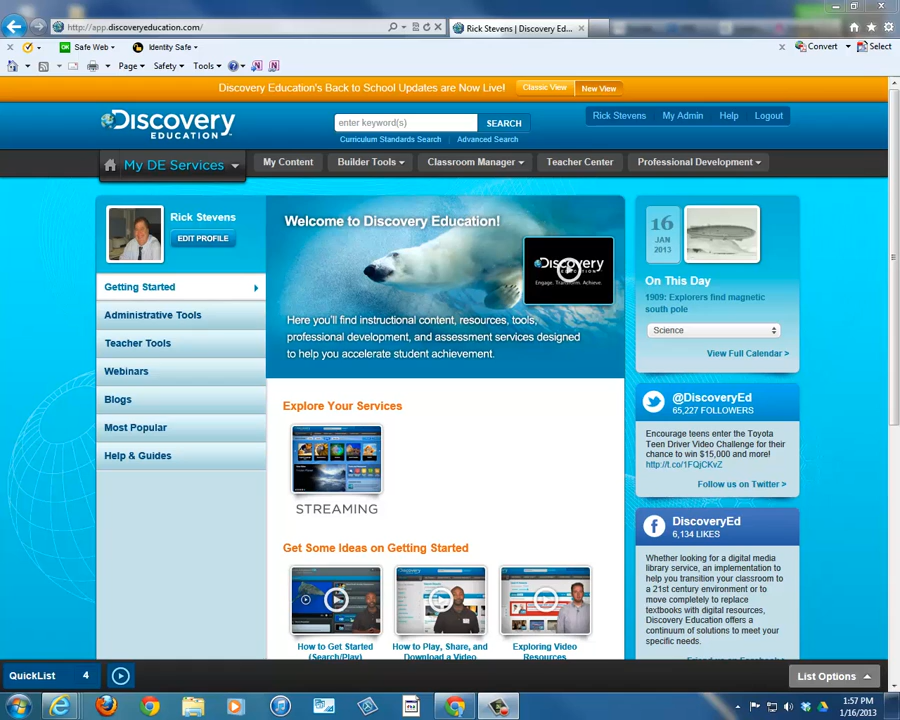 http://app.discoveryeducation.com/
Rick Stevens | Discovery Ed...
Safe Web
Identity Safe
Convert
Select
Page
Safety
Tools
Discovery Education's Back to School Updates are Now Live!
Classic View
New View
Discovery
EDUCATION
enter keyword(s)
SEARCH
Curriculum Standards Search
Advanced Search
Rick Stevens
My Admin
Help
Logout
My DE Services
My Content
Builder Tools
Classroom Manager
Teacher Center
Professional Development
Rick Stevens
EDIT PROFILE
Getting Started
Administrative Tools
Teacher Tools
Webinars
Blogs
Most Popular
Help & Guides
Welcome to Discovery Education!
Discovery
EDUCATION
Engage. Transform. Achieve.
Here you'll find instructional content, resources, tools,
professional development, and assessment services designed
to help you accelerate student achievement.
Explore Your Services
STREAMING
Get Some Ideas on Getting Started
How to Get Started
(Search/Play)
How to Play, Share, and
Download a Video
Exploring Video
Resources
16
JAN
2013
On This Day
1909: Explorers find magnetic
south pole
Science
View Full Calendar >
@DiscoveryEd
65,227 FOLLOWERS
Encourage teens enter the Toyota
Teen Driver Video Challenge for their
chance to win $15,000 and more!
http://t.co/1FQjCKvZ
Follow us on Twitter >
DiscoveryEd
6,134 LIKES
Whether looking for a digital media
library service, an implementation to
help you transition your classroom to
a 21st century environment or to
move completely to replace
textbooks with digital resources,
Discovery Education offers a
continuum of solutions to meet your
specific needs.
QuickList
4
List Options
1:57 PM
1/16/2013